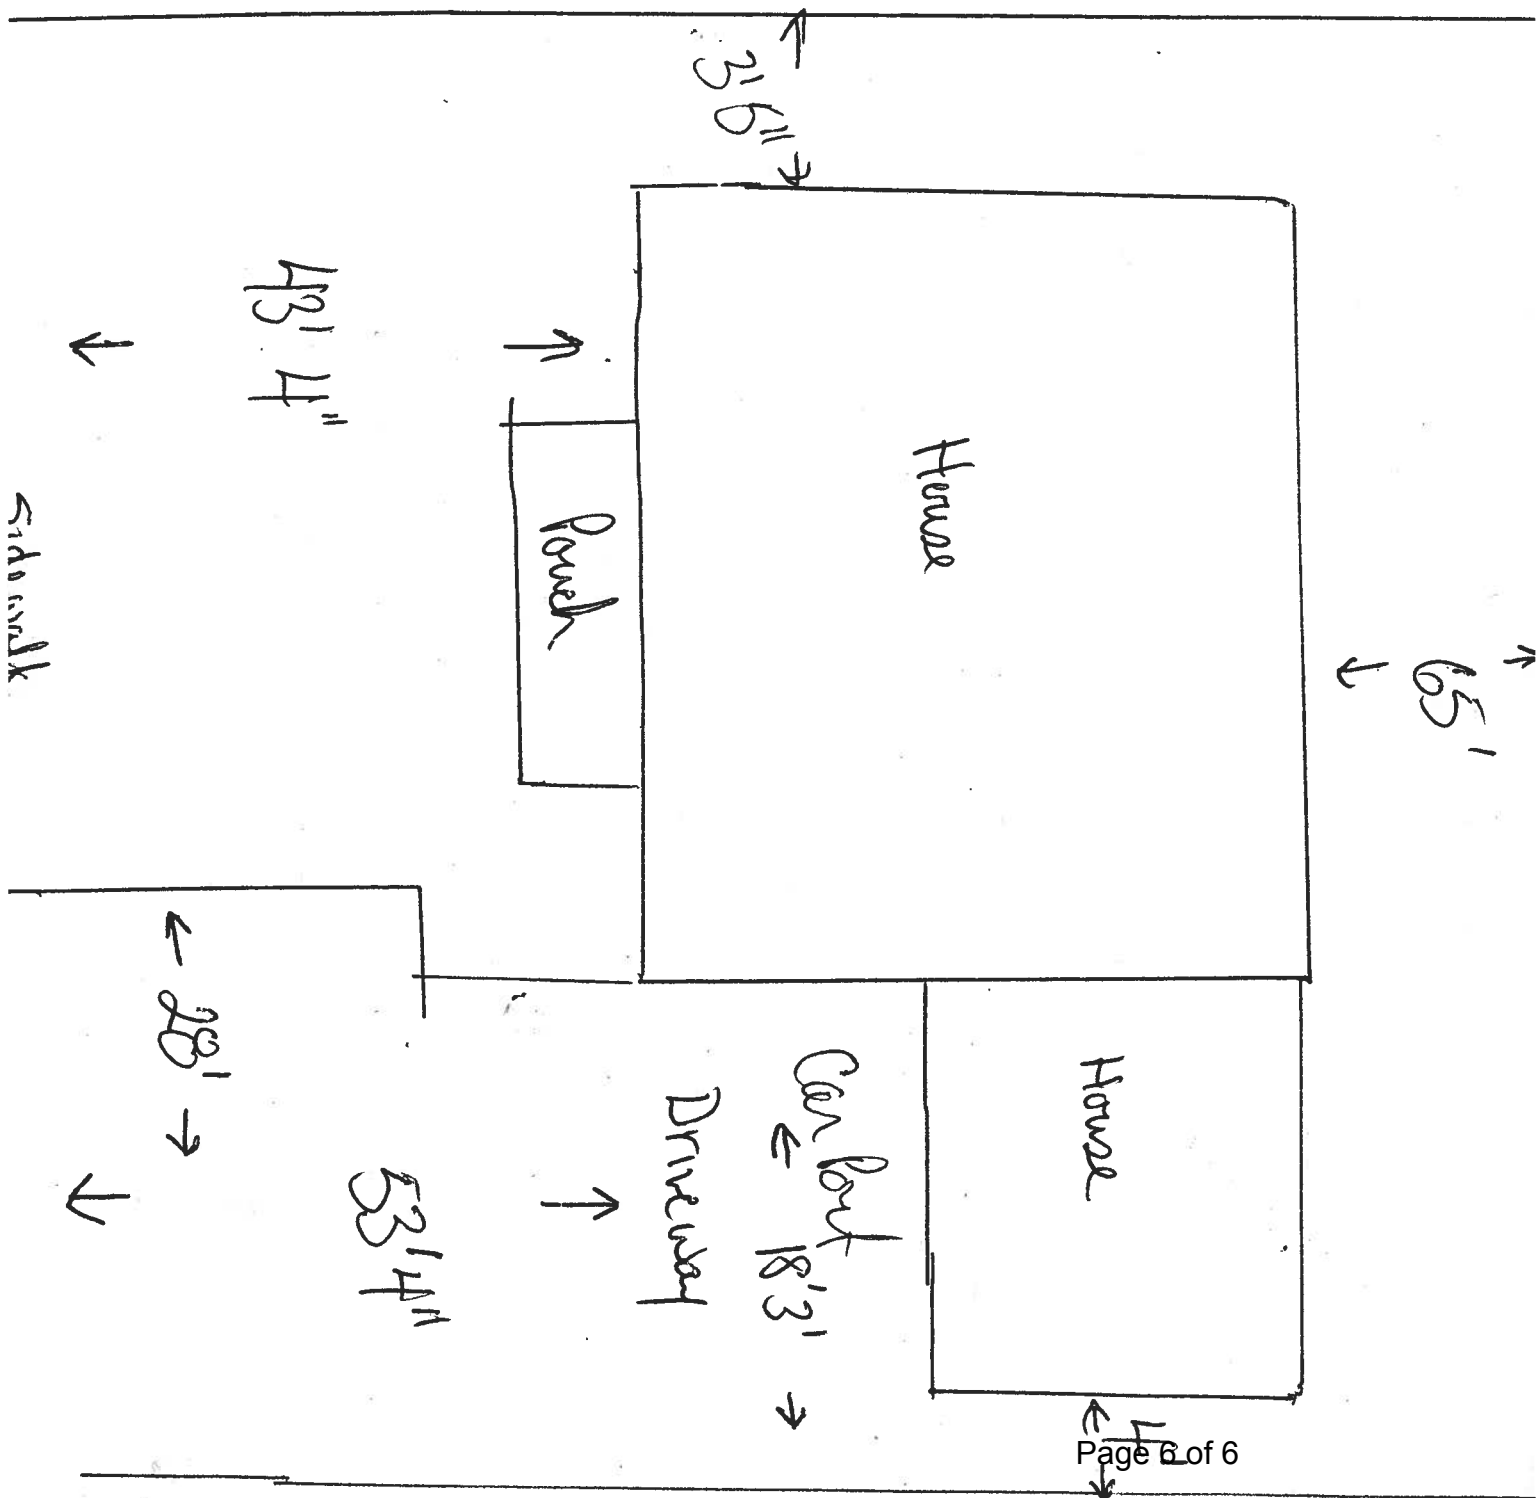 65'
House
House
3'6"
Car Port
18'3'
Driveway
Porch
53'4"
43' 4"
28'
Sidewalk
Page 6 of 6